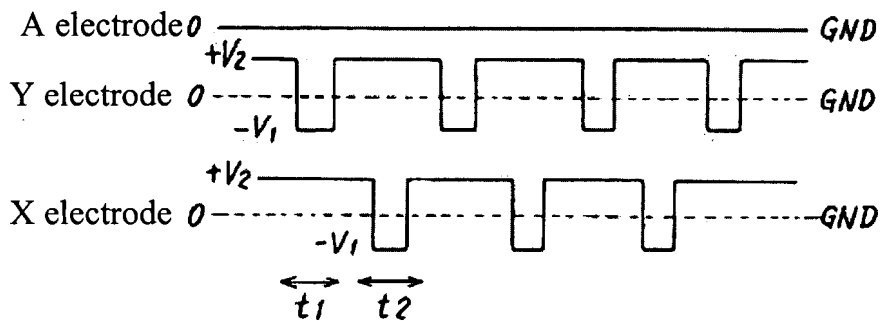 A electrode 0 GND
+V2
Y electrode 0 GND
-V1
+V2
X electrode 0 GND
-V1
t1 t2